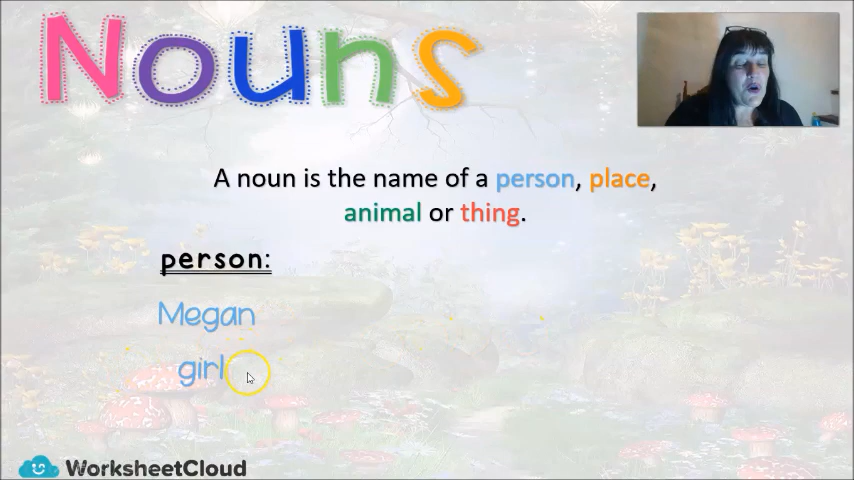 Nouns
A noun is the name of a person, place,
animal or thing.
person:
Megan
girl
WorksheetCloud